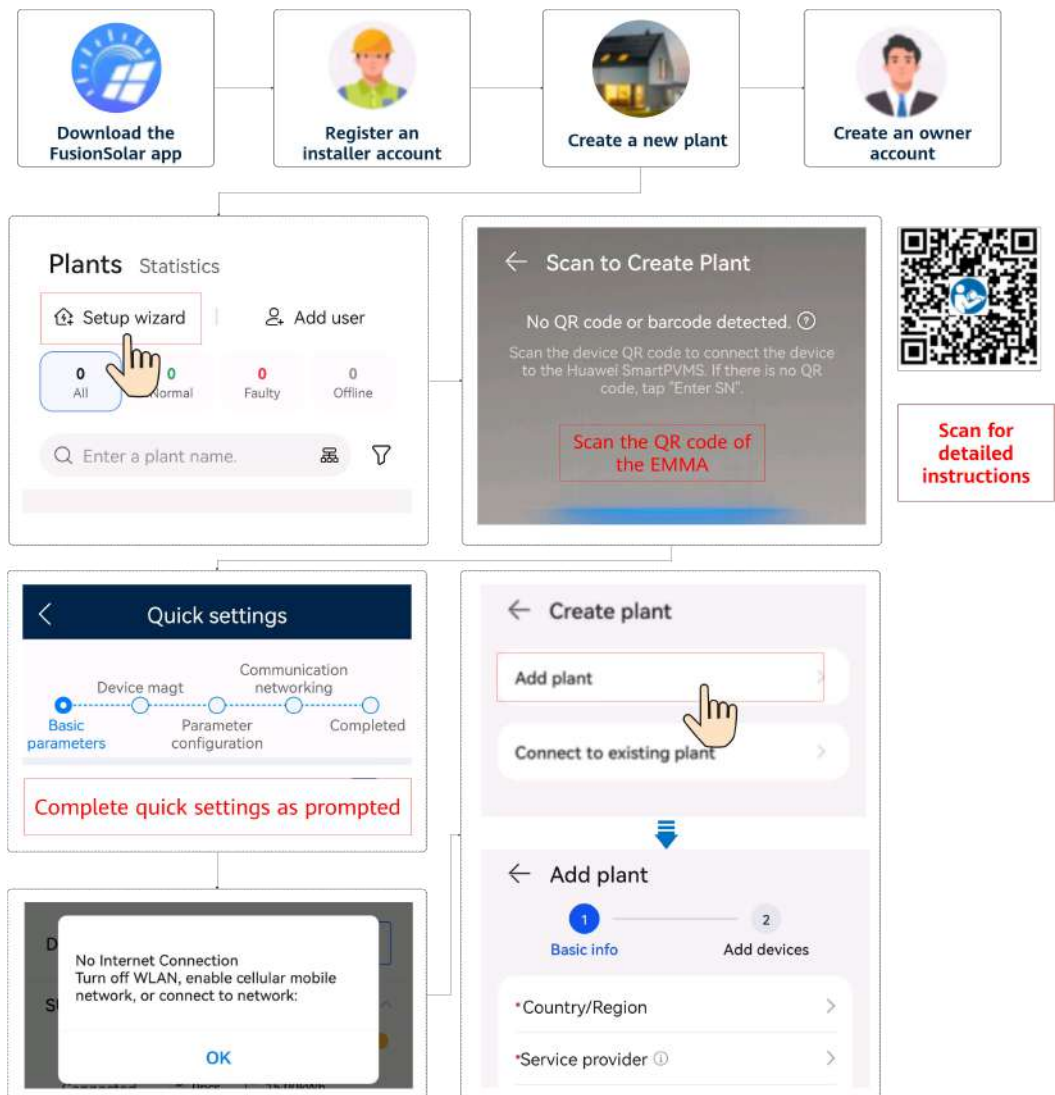 Download the
FusionSolar app
Register an
installer account
Create a new plant
Create an owner
account
Plants Statistics
Setup wizard
Add user
0
All
0
Normal
0
Faulty
0
Offline
Enter a plant name.
Scan to Create Plant
No QR code or barcode detected.
Scan the device QR code to connect the device
to the Huawei SmartPVMS. If there is no QR
code, tap "Enter SN".
Scan the QR code of
the EMMA
Scan for
detailed
instructions
Quick settings
Basic
parameters
Device magt
Parameter
configuration
Communication
networking
Completed
Complete quick settings as prompted
No Internet Connection
Turn off WLAN, enable cellular mobile
network, or connect to network:
OK
Create plant
Add plant
Connect to existing plant
Add plant
1
Basic info
2
Add devices
*Country/Region
*Service provider